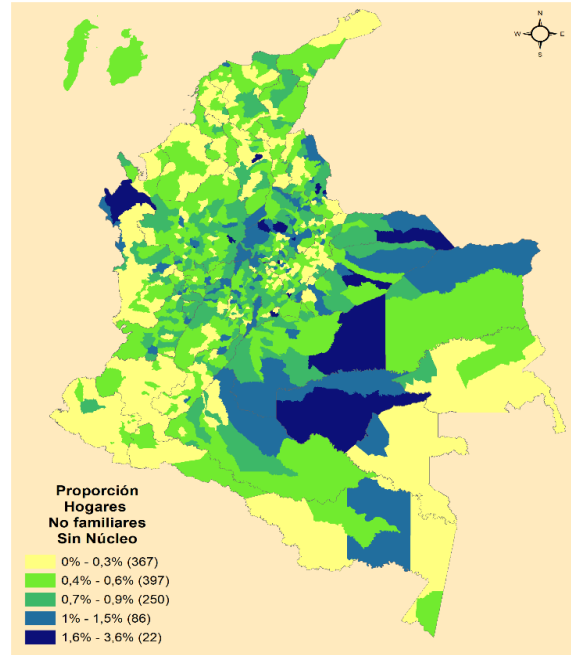 N
W E
S
Proporción
Hogares
No familiares
Sin Núcleo
0% - 0,3% (367)
0,4% - 0,6% (397)
0,7% - 0,9% (250)
1% - 1,5% (86)
1,6% - 3,6% (22)